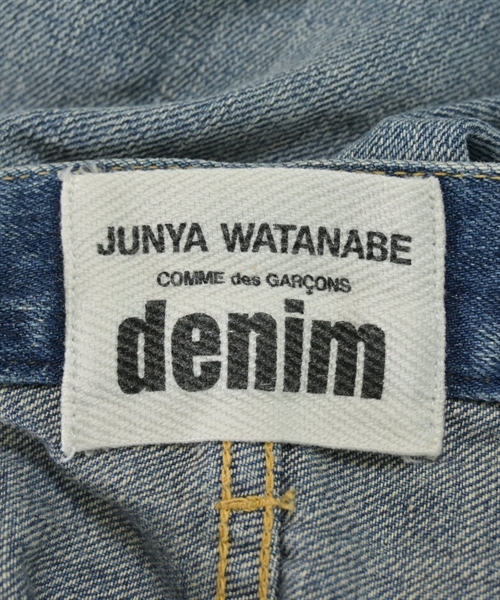 JUNYA WATANABE
COMME des GARÇONS
denim